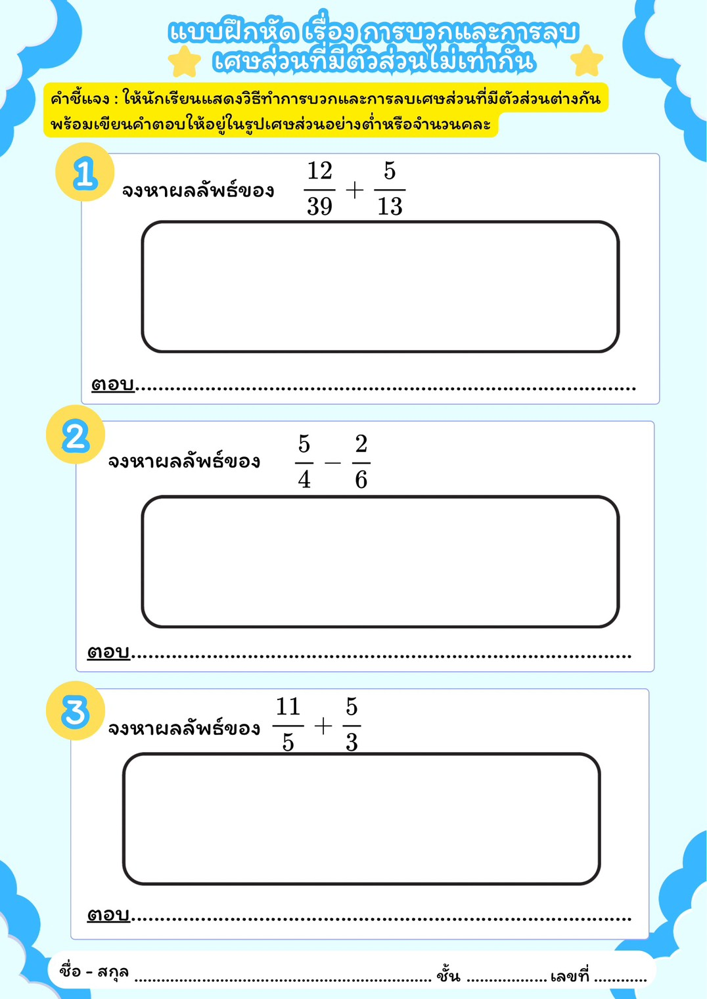 แบบฝึกหัด เรื่อง การบวกและการลบ
เศษส่วนที่มีตัวส่วนไม่เท่ากัน
คำชี้แจง : ให้นักเรียนแสดงวิธีทำการบวกและการลบเศษส่วนที่มีตัวส่วนต่างกัน
พร้อมเขียนคำตอบให้อยู่ในรูปเศษส่วนอย่างต่ำหรือจำนวนคละ
1
จงหาผลลัพธ์ของ 12/39 + 5/13
ตอบ......................................................................................
2
จงหาผลลัพธ์ของ 5/4 − 2/6
ตอบ......................................................................................
3
จงหาผลลัพธ์ของ 11/5 + 5/3
ตอบ......................................................................................
ชื่อ - สกุล .................................................................. ชั้น .................. เลขที่ ............